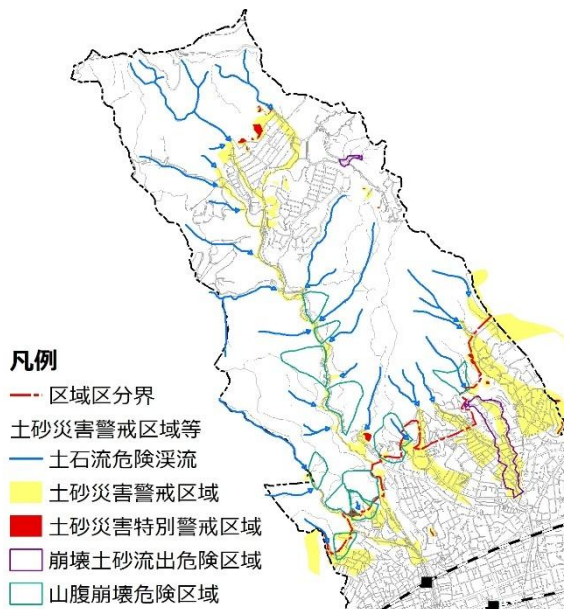 凡例
区域区分界
土砂災害警戒区域等
土石流危険渓流
土砂災害警戒区域
土砂災害特別警戒区域
崩壊土砂流出危険区域
山腹崩壊危険区域